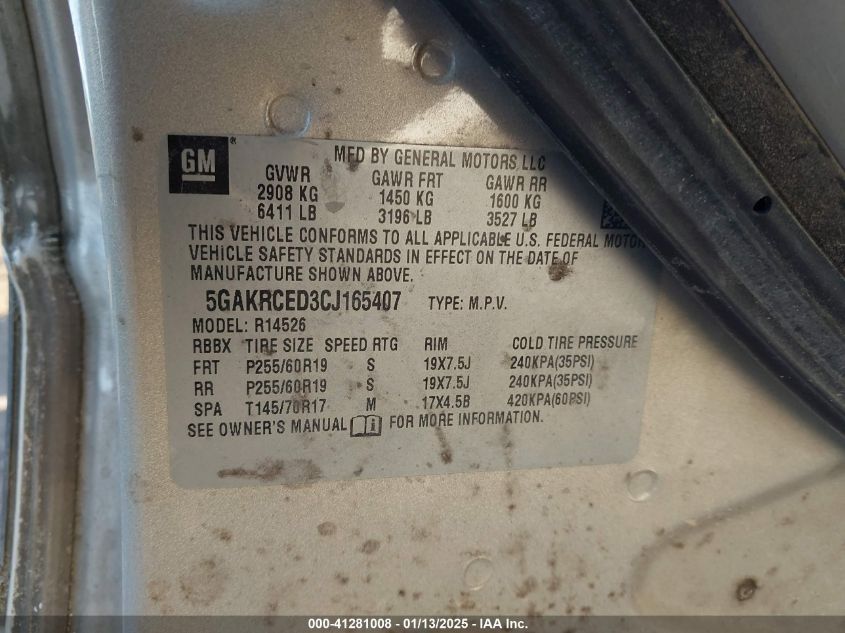 GM
MFD BY GENERAL MOTORS LLC
GVWR GAWR FRT GAWR RR
2908 KG 1450 KG 1600 KG
6411 LB 3196 LB 3527 LB
THIS VEHICLE CONFORMS TO ALL APPLICABLE U.S. FEDERAL MOTOR
VEHICLE SAFETY STANDARDS IN EFFECT ON THE DATE OF
MANUFACTURE SHOWN ABOVE.
5GAKRCED3CJ165407 TYPE: M.P.V.
MODEL: R14526
RBBX TIRE SIZE SPEED RTG RIM COLD TIRE PRESSURE
FRT P255/60R19 S 19X7.5J 240KPA(35PSI)
RR P255/60R19 S 19X7.5J 240KPA(35PSI)
SPA T145/70R17 M 17X4.5B 420KPA(60PSI)
SEE OWNER'S MANUAL FOR MORE INFORMATION.
000-41281008 - 01/13/2025 - IAA Inc.